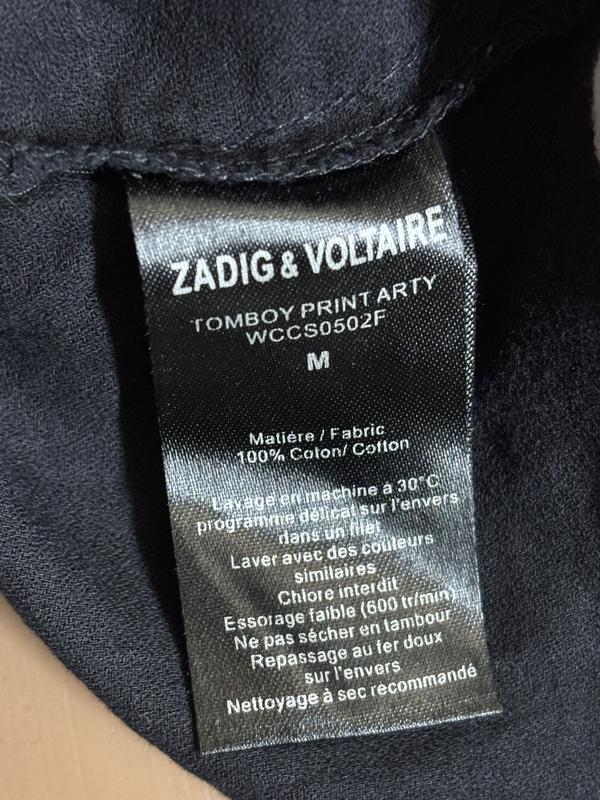 ZADIG & VOLTAIRE
TOMBOY PRINT ARTY
WCCS0502F
M
Matière / Fabric
100% Coton/ Cotton
Lavage en machine à 30°C
programme délicat sur l'envers
dans un filet
Laver avec des couleurs
similaires
Chlore interdit
Essorage faible (600 tr/min)
Ne pas sécher en tambour
Repassage au fer doux
sur l'envers
Nettoyage à sec recommandé